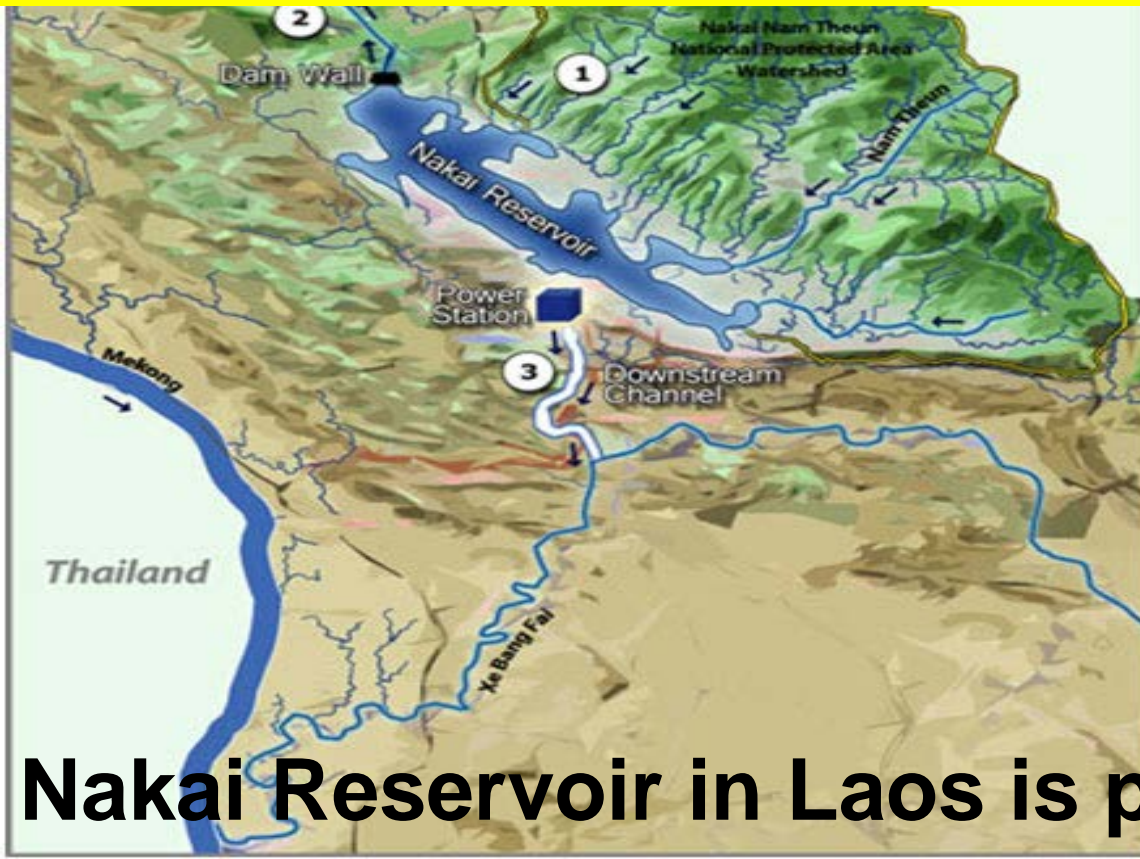 2
Nakai Nam Theun
National Protected Area
- Watershed -
1
Dam Wall
Nam Theun
Nakai Reservoir
Power
Station
3
Downstream
Channel
Mekong
Thailand
Xe Bang Fai
Nakai Reservoir in Laos is p